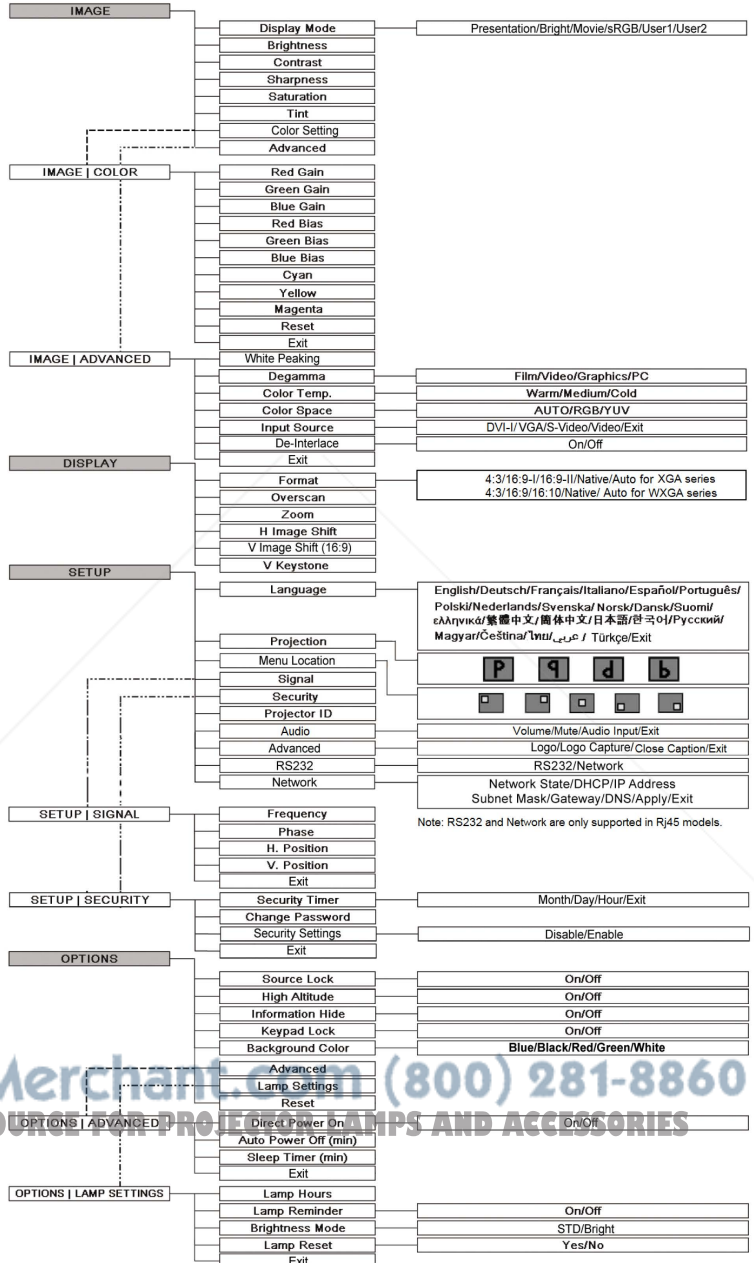 IMAGE
Display Mode Presentation/Bright/Movie/sRGB/User1/User2
Brightness
Contrast
Sharpness
Saturation
Tint
Color Setting
Advanced
IMAGE | COLOR Red Gain
Green Gain
Blue Gain
Red Bias
Green Bias
Blue Bias
Cyan
Yellow
Magenta
Reset
Exit
IMAGE | ADVANCED White Peaking
Degamma Film/Video/Graphics/PC
Color Temp. Warm/Medium/Cold
Color Space AUTO/RGB/YUV
Input Source DVI-I/VGA/S-Video/Video/Exit
De-Interlace On/Off
Exit
DISPLAY
Format 4:3/16:9-I/16:9-II/Native/Auto for XGA series
4:3/16:9/16:10/Native/ Auto for WXGA series
Overscan
Zoom
H Image Shift
V Image Shift (16:9)
V Keystone
SETUP
Language English/Deutsch/Français/Italiano/Español/Português/
Polski/Nederlands/Svenska/ Norsk/Dansk/Suomi/
ελληνικά/繁體中文/简体中文/日本語/한국어/Русский/
Magyar/Čeština/ไทย/عربي / Türkçe/Exit
Projection
Menu Location
Signal
Security
Projector ID
Audio Volume/Mute/Audio Input/Exit
Advanced Logo/Logo Capture/Close Caption/Exit
RS232 RS232/Network
Network Network State/DHCP/IP Address
Subnet Mask/Gateway/DNS/Apply/Exit
Note: RS232 and Network are only supported in Rj45 models.
SETUP | SIGNAL Frequency
Phase
H. Position
V. Position
Exit
SETUP | SECURITY Security Timer Month/Day/Hour/Exit
Change Password
Security Settings Disable/Enable
Exit
OPTIONS
Source Lock On/Off
High Altitude On/Off
Information Hide On/Off
Keypad Lock On/Off
Background Color Blue/Black/Red/Green/White
Advanced
Lamp Settings
Reset
Merchant.com (800) 281-8860
OURCE FOR PROJECTOR LAMPS AND ACCESSORIES
OPTIONS | ADVANCED Direct Power On On/Off
Auto Power Off (min)
Sleep Timer (min)
Exit
OPTIONS | LAMP SETTINGS Lamp Hours
Lamp Reminder On/Off
Brightness Mode STD/Bright
Lamp Reset Yes/No
Exit